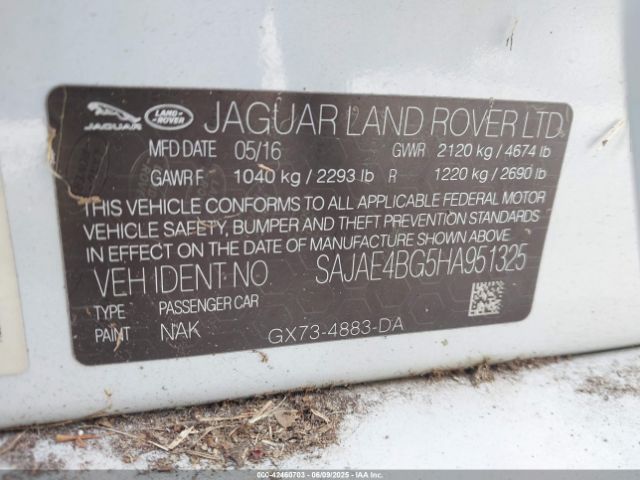 JAGUAR LAND-ROVER JAGUAR LAND ROVER LTD
MFD DATE 05/16 GWR 2120 kg / 4674 lb
GAWR F 1040 kg / 2293 lb R 1220 kg / 2690 lb
THIS VEHICLE CONFORMS TO ALL APPLICABLE FEDERAL MOTOR
VEHICLE SAFETY, BUMPER AND THEFT PREVENTION STANDARDS
IN EFFECT ON THE DATE OF MANUFACTURE SHOWN ABOVE
VEH IDENT NO SAJAE4BG5HA951325
TYPE PASSENGER CAR
PAINT NAK GX73-4883-DA
000-42460703 - 06/09/2025 - IAA Inc.